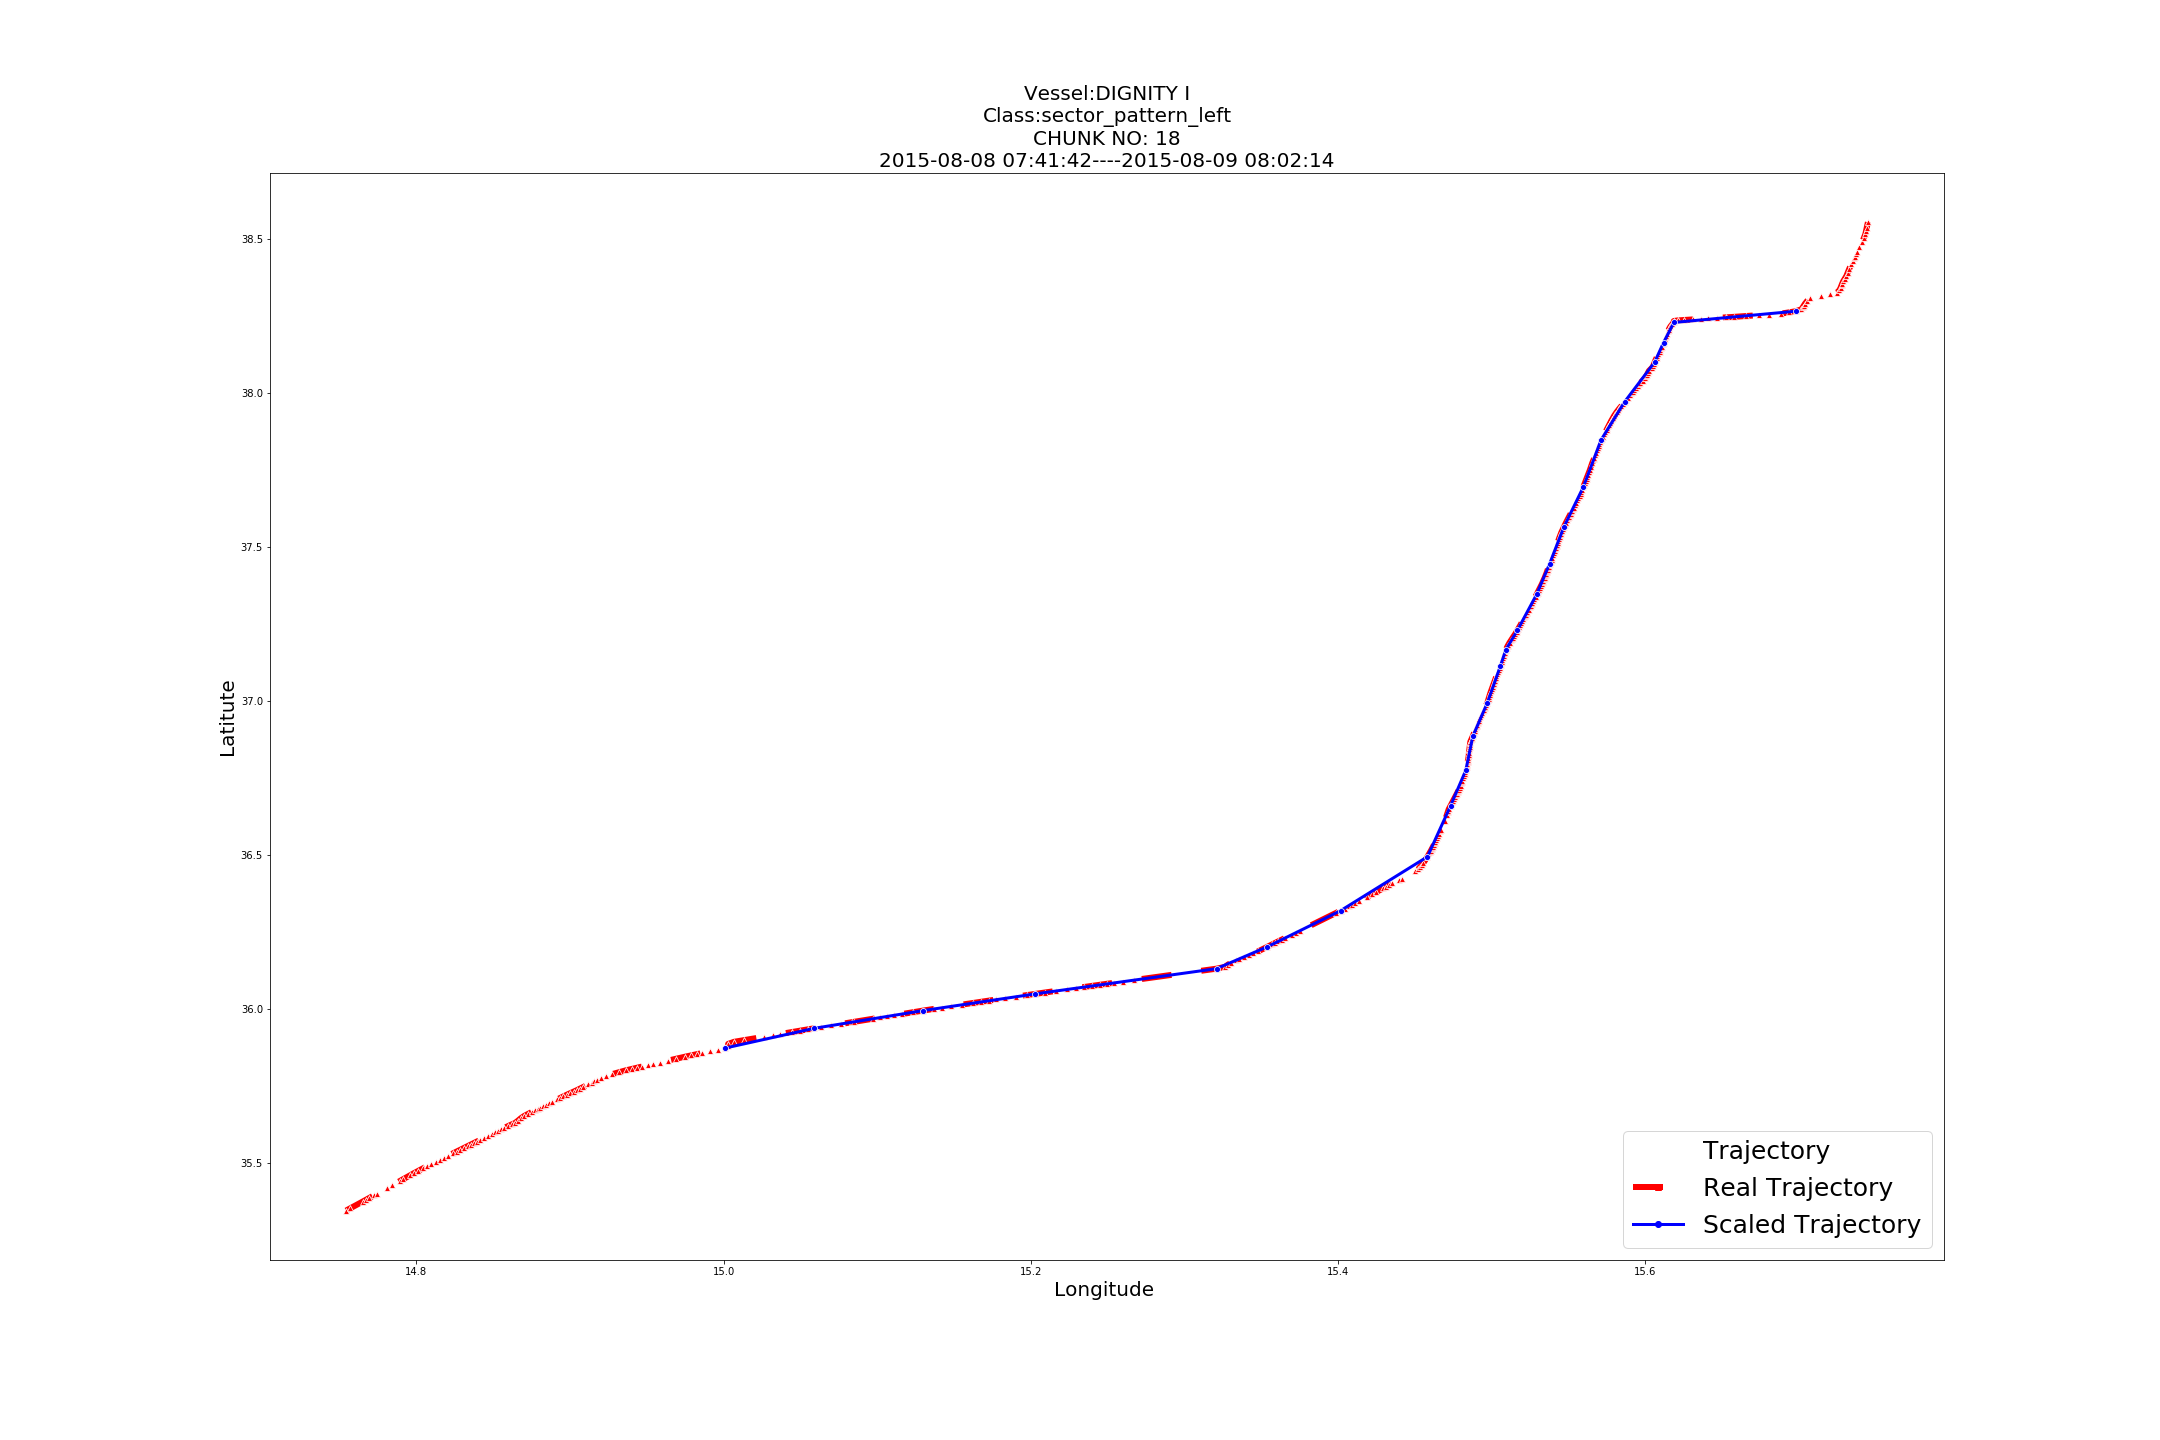 Vessel:DIGNITY I
Class:sector_pattern_left
CHUNK NO: 18
2015-08-08 07:41:42----2015-08-09 08:02:14
38.5
38.0
37.5
37.0
36.5
36.0
35.5
Latitute
14.8
15.0
15.2
15.4
15.6
Longitude
Trajectory
Real Trajectory
Scaled Trajectory